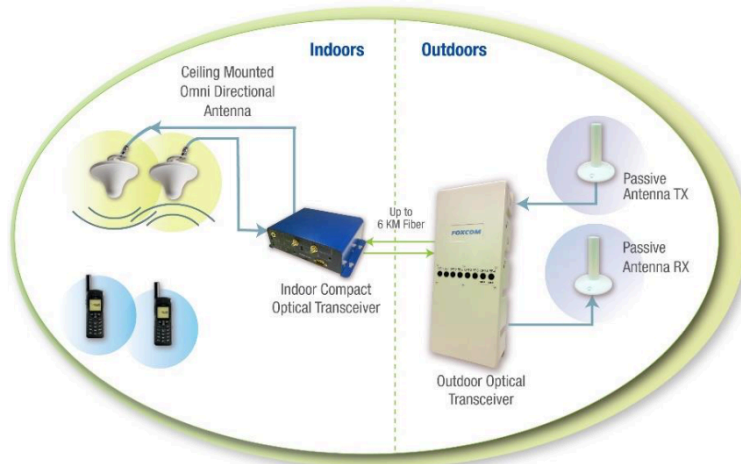 Indoors
Outdoors
Ceiling Mounted
Omni Directional
Antenna
Up to
6 KM Fiber
Indoor Compact
Optical Transceiver
FOXCOM
Passive
Antenna TX
Passive
Antenna RX
Outdoor Optical
Transceiver